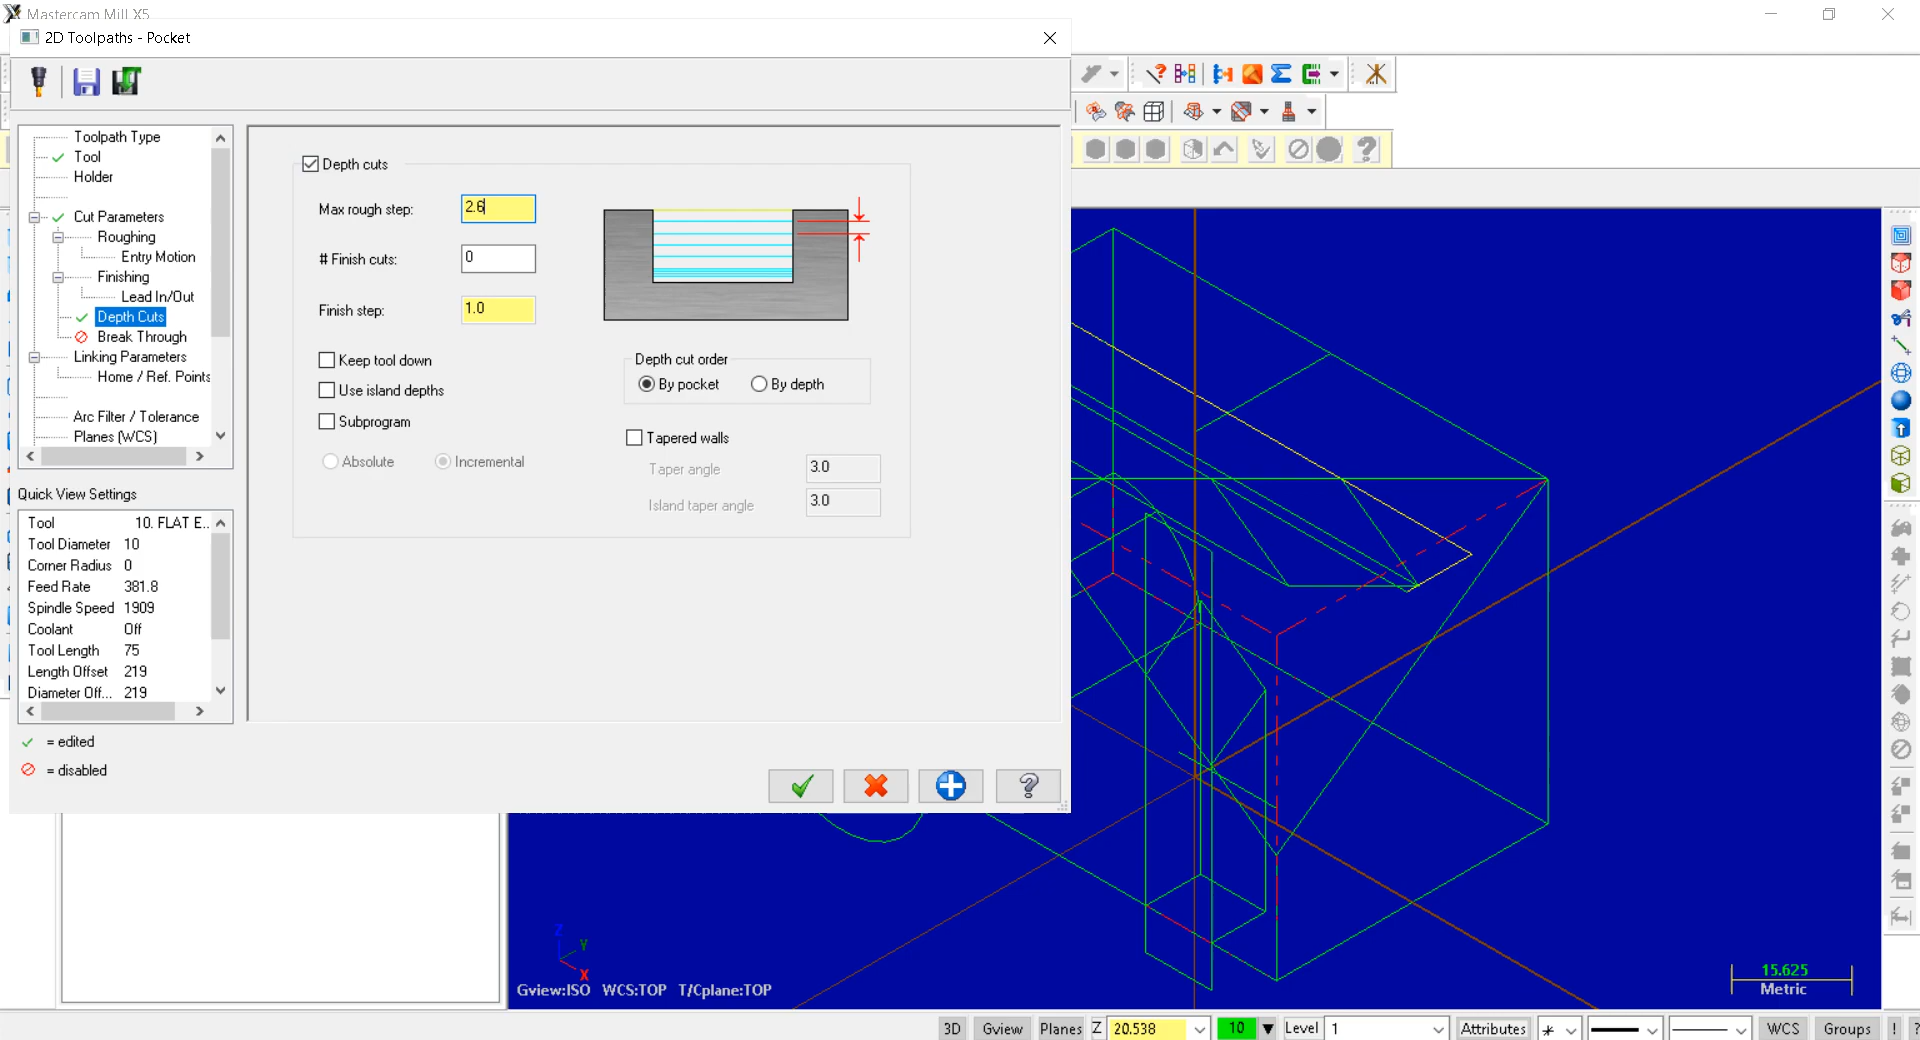 Mastercam Mill X5
2D Toolpaths - Pocket
Toolpath Type
Tool
Holder
Cut Parameters
Roughing
Entry Motion
Finishing
Lead In/Out
Depth Cuts
Break Through
Linking Parameters
Home / Ref. Points
Arc Filter / Tolerance
Planes (WCS)
Quick View Settings
Tool 10. FLAT E..
Tool Diameter 10
Corner Radius 0
Feed Rate 381.8
Spindle Speed 1909
Coolant Off
Tool Length 75
Length Offset 219
Diameter Off... 219
= edited
= disabled
Depth cuts
Max rough step: 2.6
# Finish cuts: 0
Finish step: 1.0
Keep tool down
Use island depths
Subprogram
Absolute Incremental
Depth cut order
By pocket By depth
Tapered walls
Taper angle 3.0
Island taper angle 3.0
Z
Y
X
Gview:ISO WCS:TOP T/Cplane:TOP
15.625
Metric
3D Gview Planes Z 20.538 10 Level 1 Attributes WCS Groups ! ?